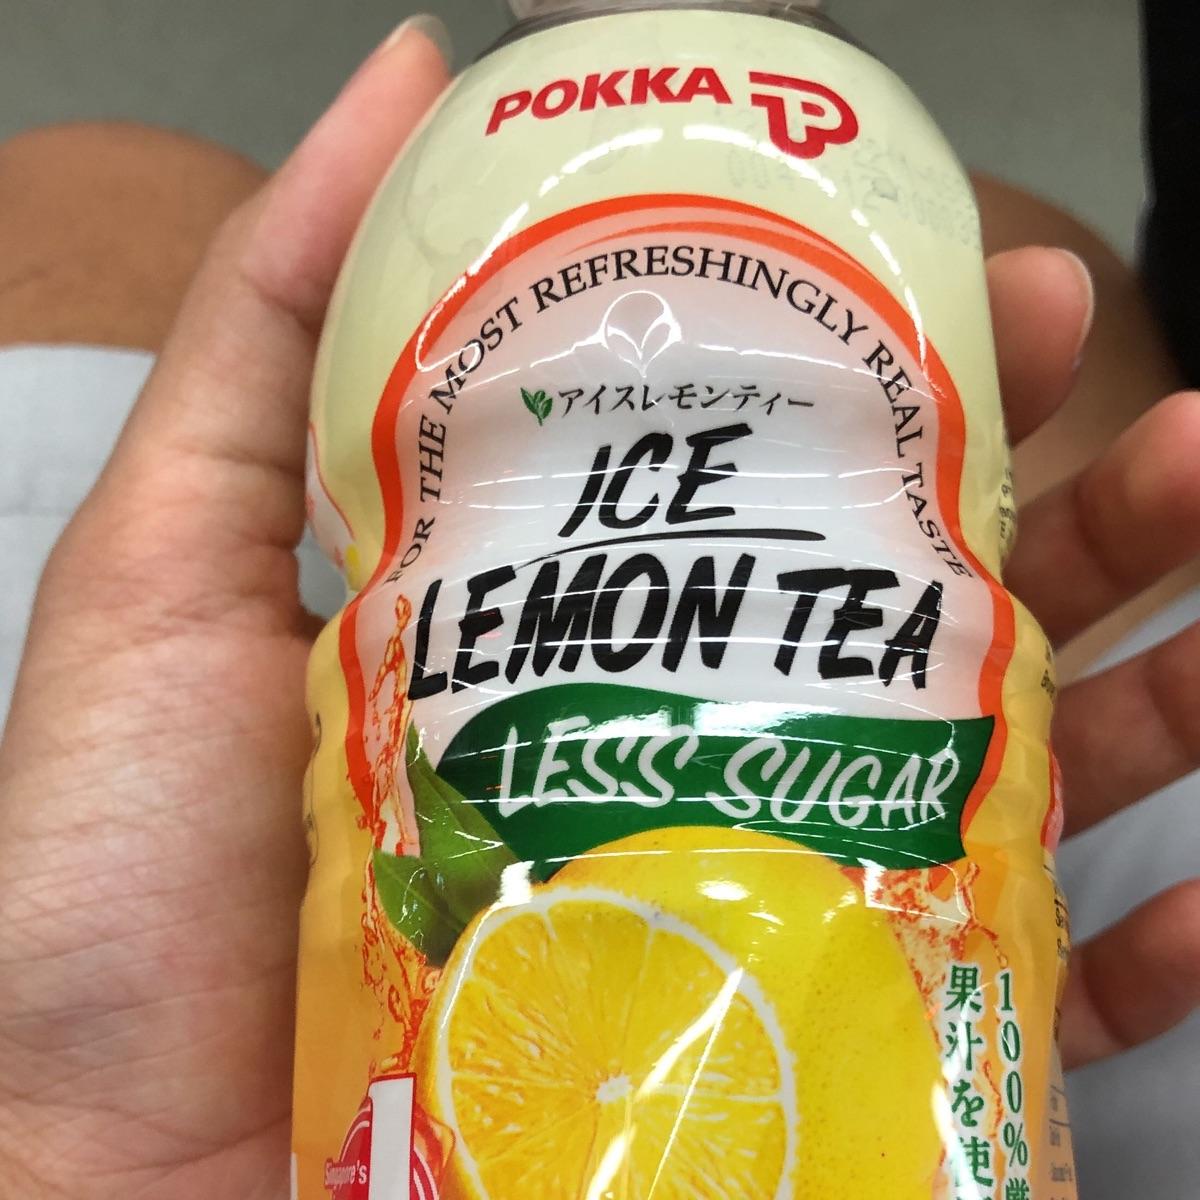 POKKA
FOR THE MOST REFRESHINGLY REAL TASTE
アイスレモンティー
ICE
LEMON TEA
LESS SUGAR
100%
果汁を使
Singapore's